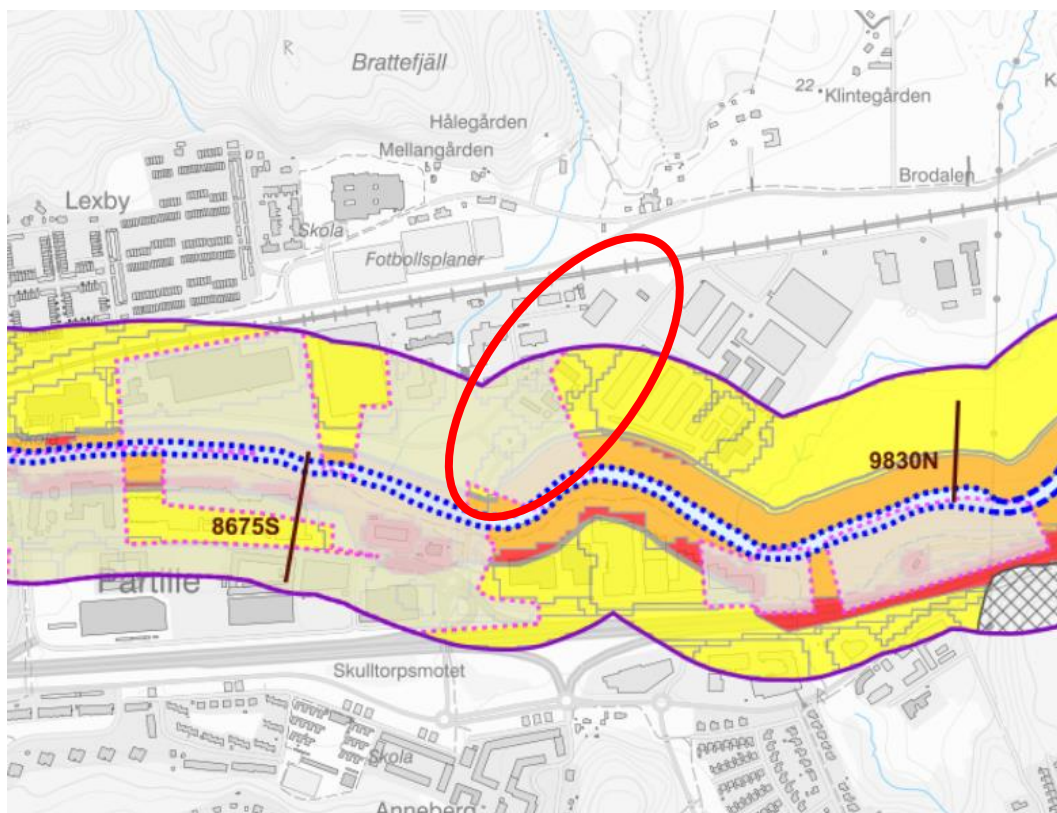 Brattefjäll
22
Klintegården
Hålegården
Mellangården
Brodalen
Lexby
Skola
Fotbollsplaner
9830N
8675S
Partille
Skulltorpsmotet
Skola
Anneberg